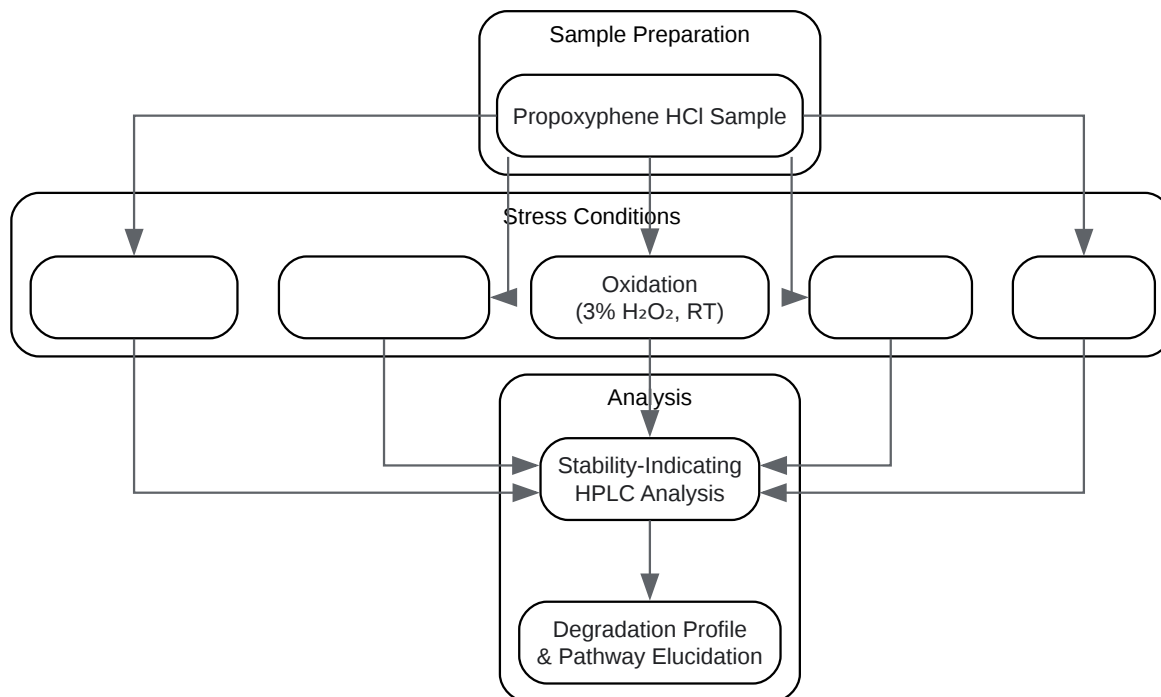 Sample Preparation
Propoxyphene HCl Sample
Stress Conditions
Oxidation
(3% H₂O₂, RT)
Analysis
Stability-Indicating
HPLC Analysis
Degradation Profile
& Pathway Elucidation